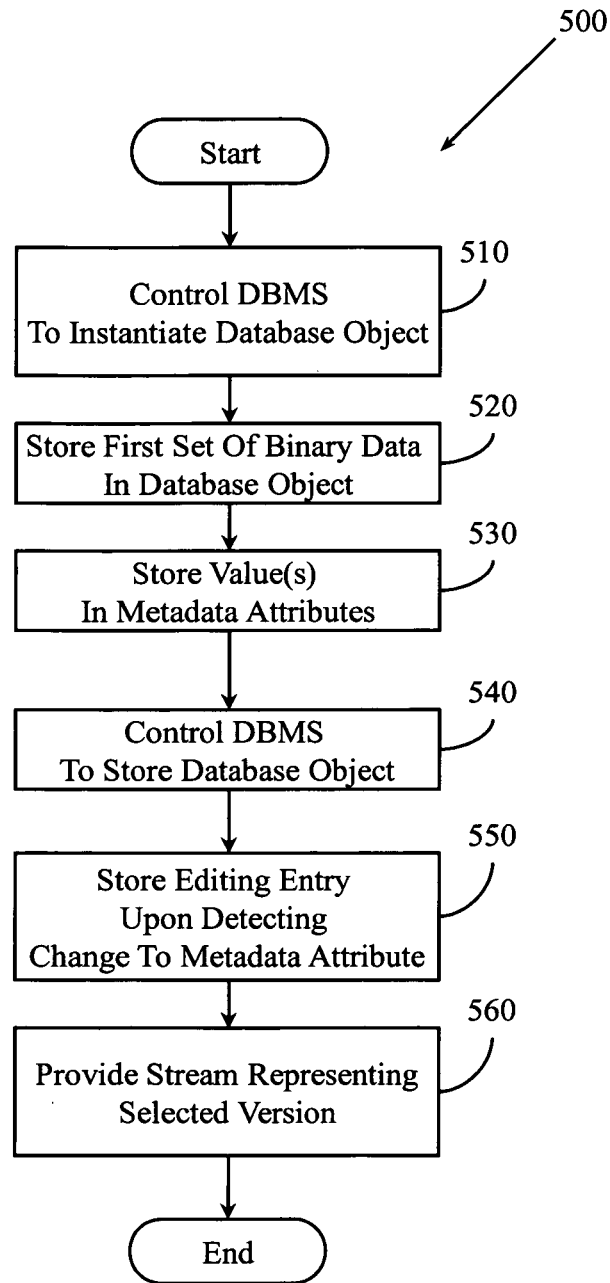 500
Start
510
Control DBMS
To Instantiate Database Object
520
Store First Set Of Binary Data
In Database Object
530
Store Value(s)
In Metadata Attributes
540
Control DBMS
To Store Database Object
550
Store Editing Entry
Upon Detecting
Change To Metadata Attribute
560
Provide Stream Representing
Selected Version
End